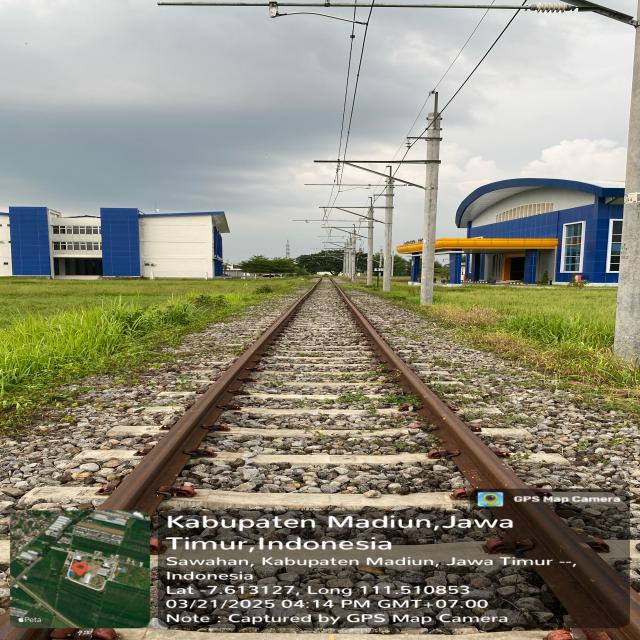 GPS Map Camera
Kabupaten Madiun,Jawa
Timur,Indonesia
Sawahan, Kabupaten Madiun, Jawa Timur --,
Indonesia
Lat -7.613127, Long 111.510853
03/21/2025 04:14 PM GMT+07.00
Note : Captured by GPS Map Camera
Peta